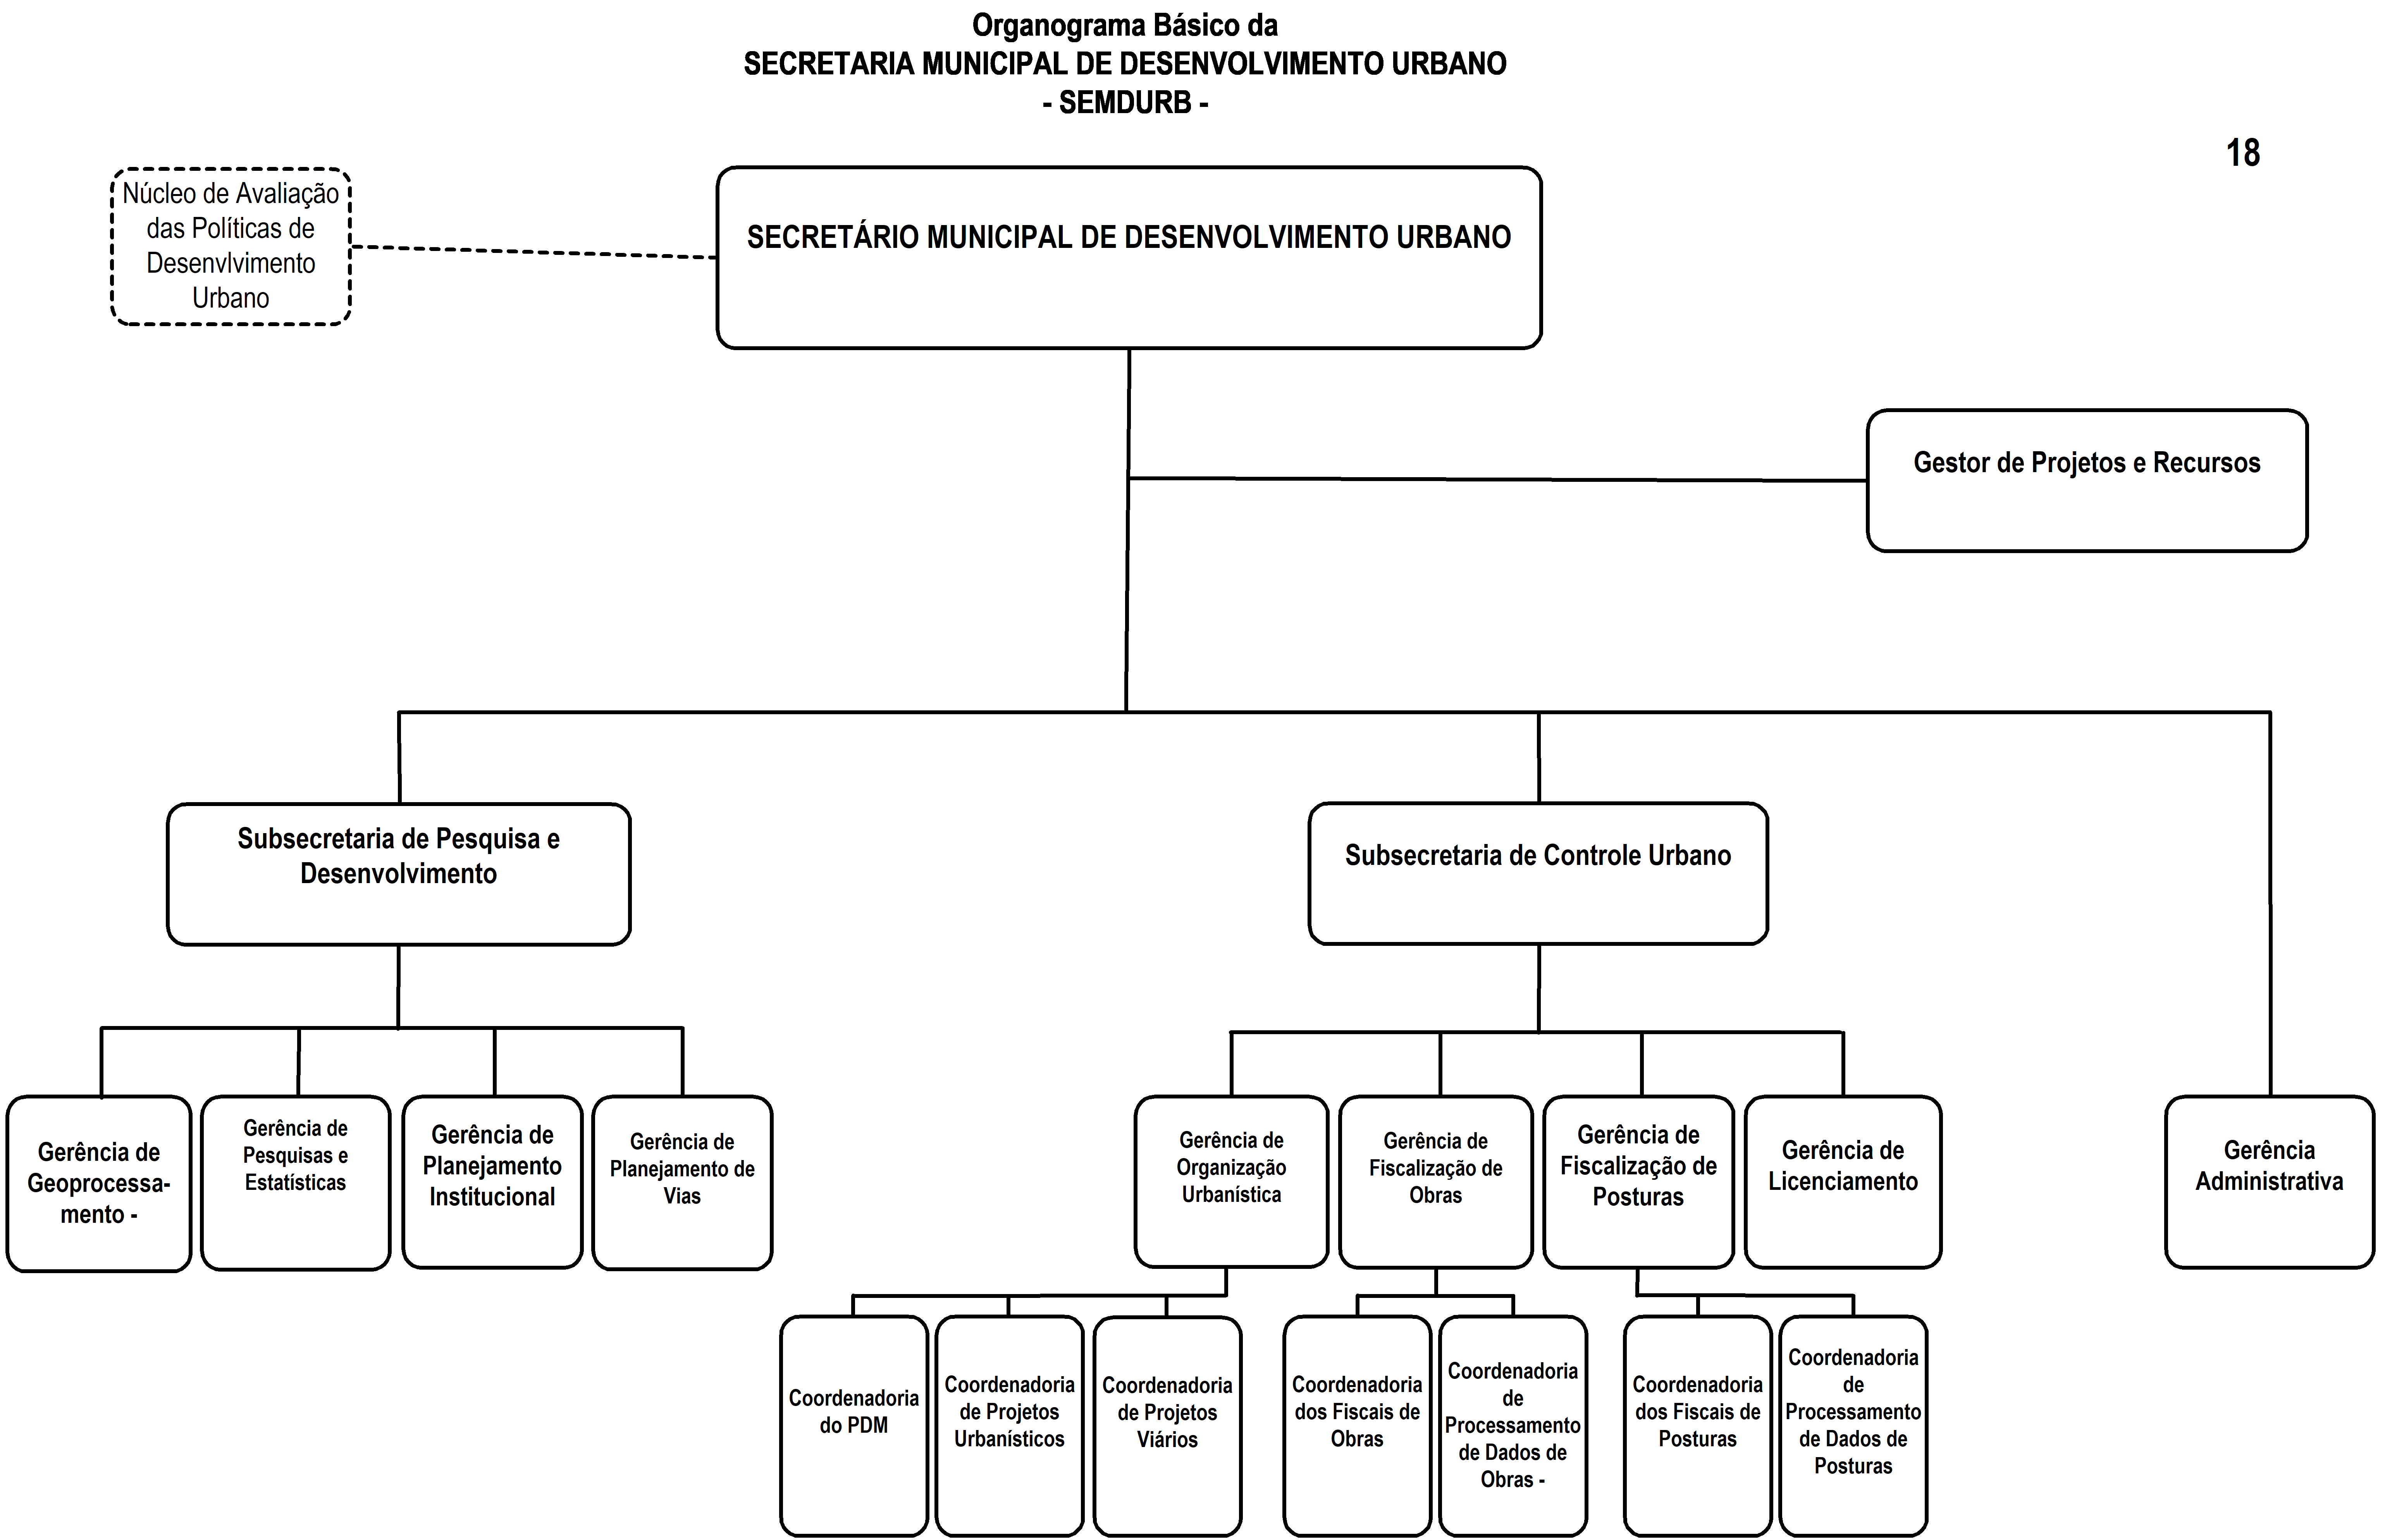 Organograma Básico da
SECRETARIA MUNICIPAL DE DESENVOLVIMENTO URBANO
- SEMDURB -
18
Núcleo de Avaliação
das Políticas de
Desenvlvimento
Urbano
SECRETÁRIO MUNICIPAL DE DESENVOLVIMENTO URBANO
Gestor de Projetos e Recursos
Subsecretaria de Pesquisa e
Desenvolvimento
Subsecretaria de Controle Urbano
Gerência de
Geoprocessa-
mento -
Gerência de
Pesquisas e
Estatísticas
Gerência de
Planejamento
Institucional
Gerência de
Planejamento de
Vias
Gerência de
Organização
Urbanística
Gerência de
Fiscalização de
Obras
Gerência de
Fiscalização de
Posturas
Gerência de
Licenciamento
Gerência
Administrativa
Coordenadoria
do PDM
Coordenadoria
de Projetos
Urbanísticos
Coordenadoria
de Projetos
Viários
Coordenadoria
dos Fiscais de
Obras
Coordenadoria
de
Processamento
de Dados de
Obras -
Coordenadoria
dos Fiscais de
Posturas
Coordenadoria
de
Processamento
de Dados de
Posturas